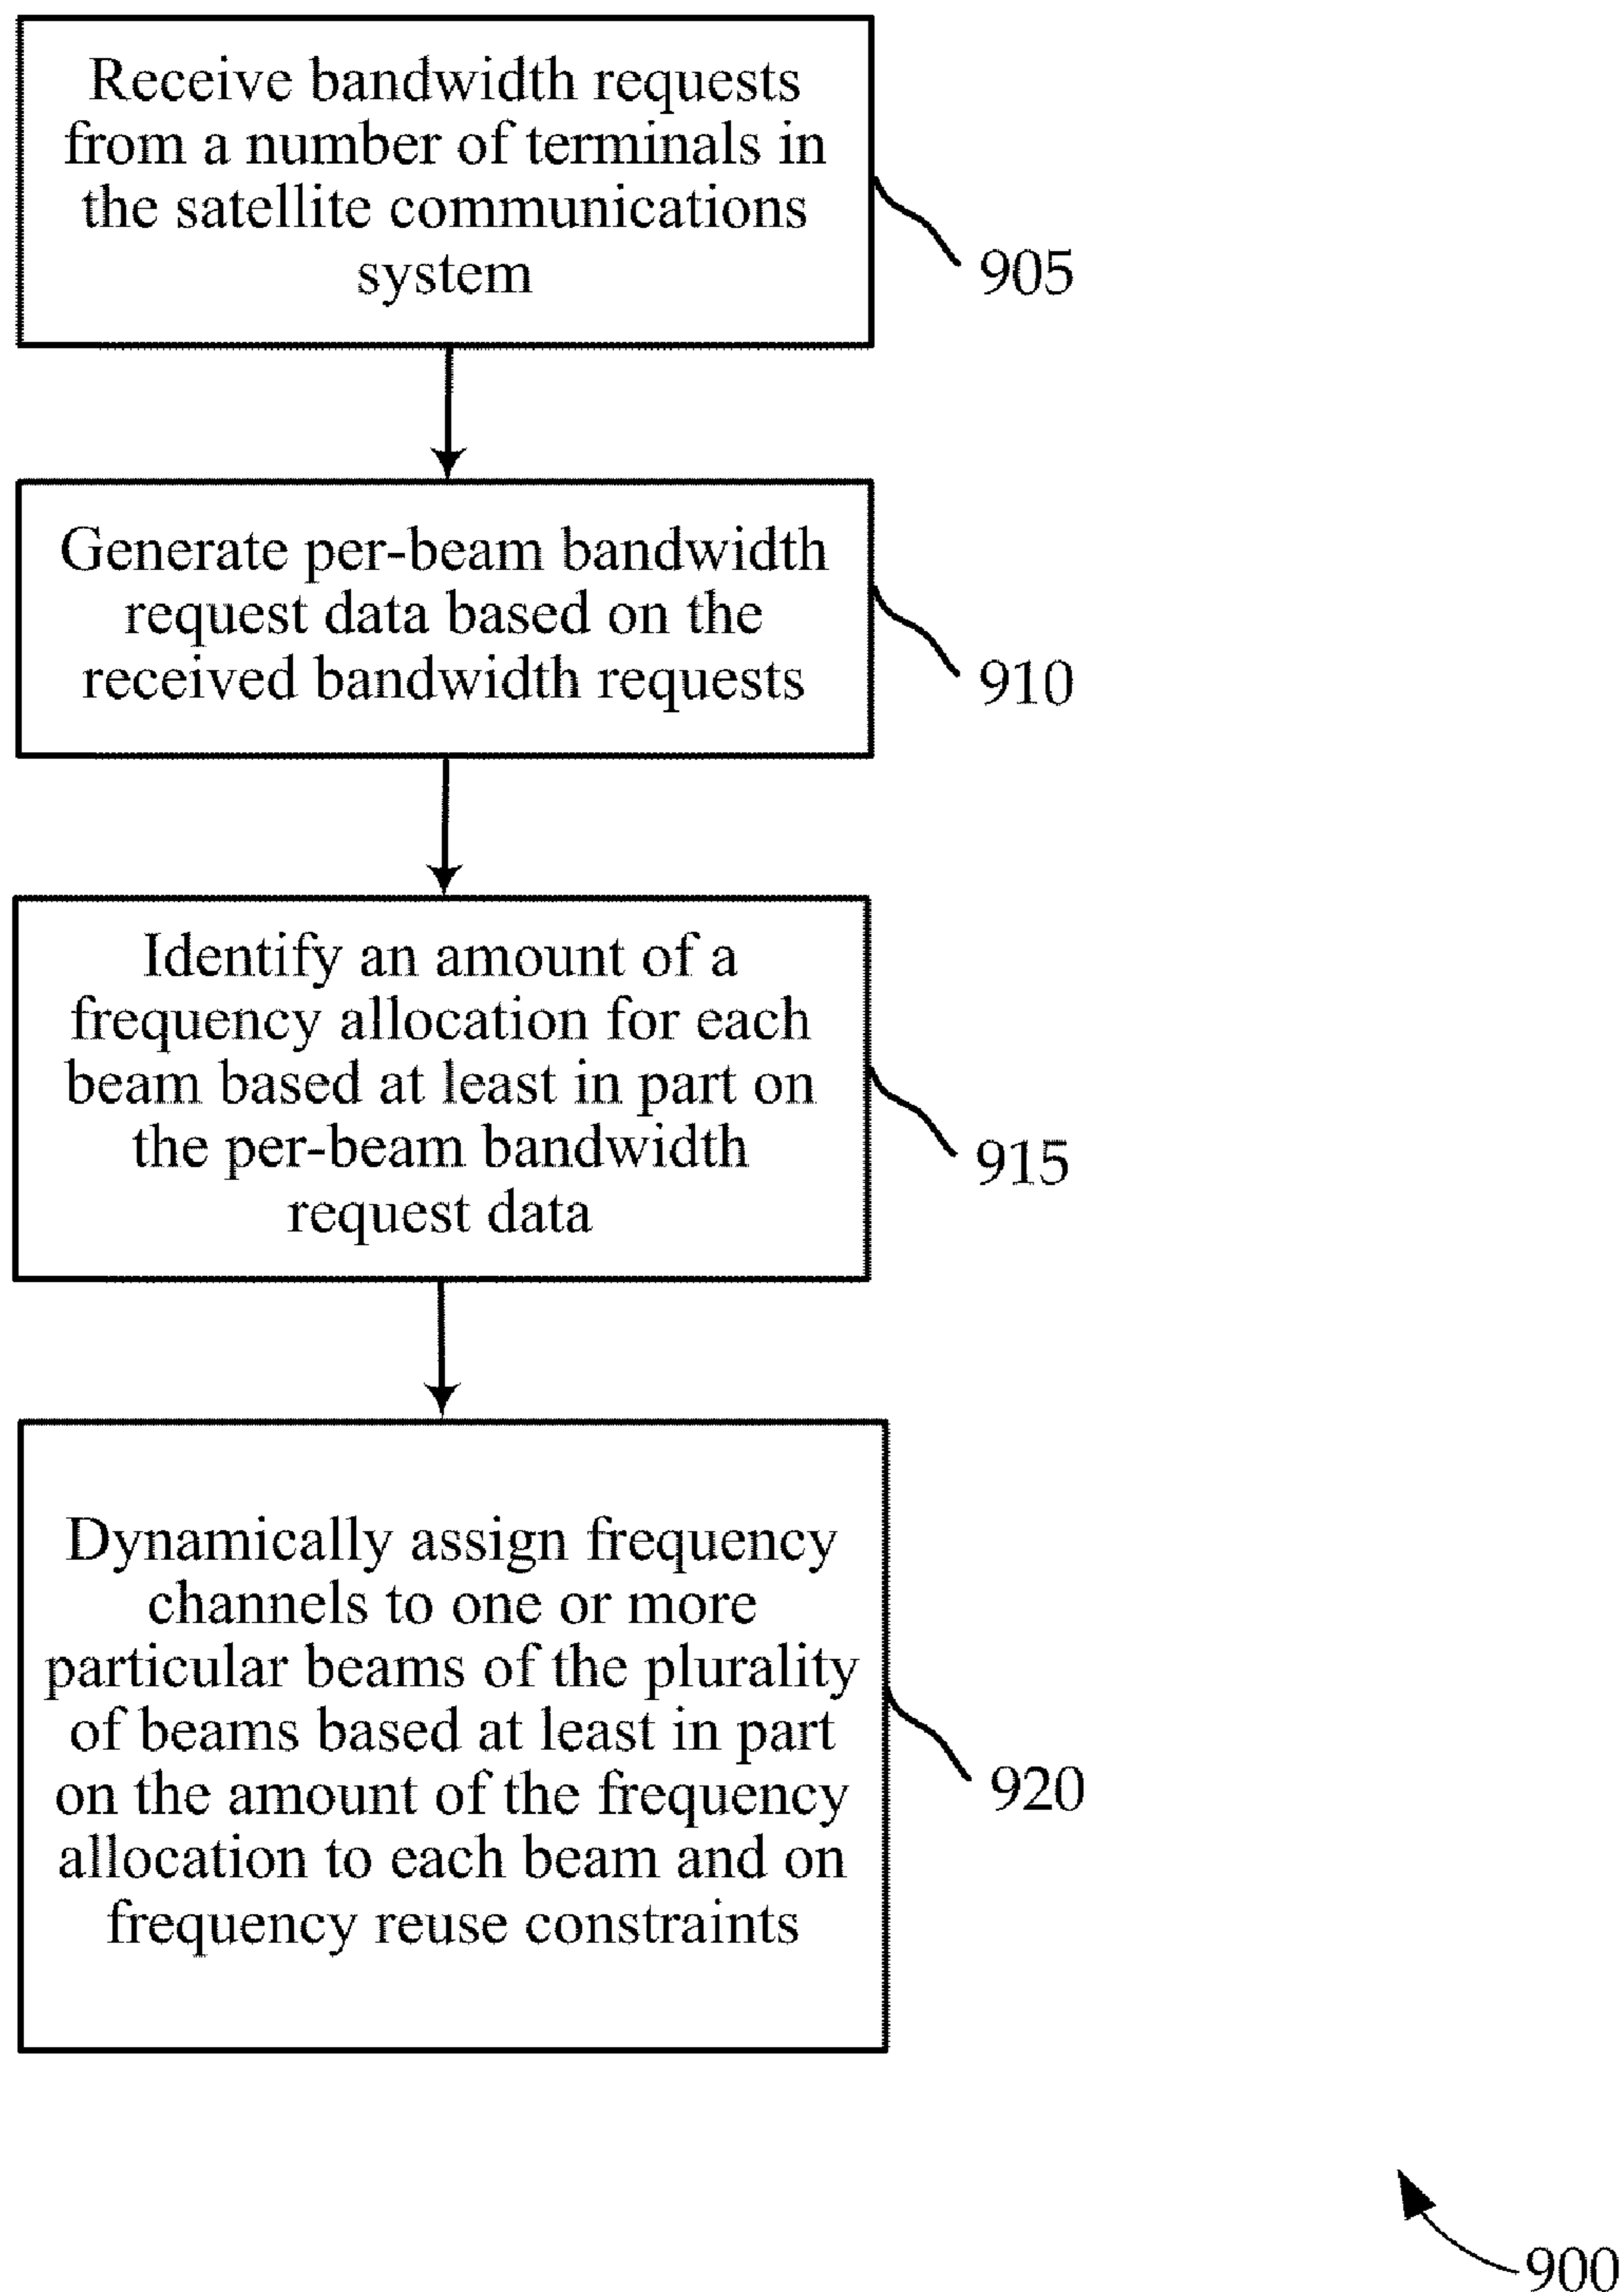 Receive bandwidth requests
from a number of terminals in
the satellite communications
system
905
Generate per-beam bandwidth
request data based on the
received bandwidth requests
910
Identify an amount of a
frequency allocation for each
beam based at least in part on
the per-beam bandwidth
request data
915
Dynamically assign frequency
channels to one or more
particular beams of the plurality
of beams based at least in part
on the amount of the frequency
allocation to each beam and on
frequency reuse constraints
920
900